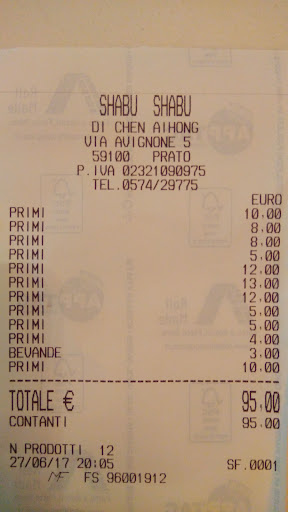 SHABU SHABU
DI CHEN AIHONG
VIA AVIGNONE 5
59100 PRATO
P.IVA 02321090975
TEL.0574/29775
EURO
PRIMI 10,00
PRIMI 8,00
PRIMI 8,00
PRIMI 5,00
PRIMI 12,00
PRIMI 13,00
PRIMI 12,00
PRIMI 5,00
PRIMI 5,00
PRIMI 4,00
BEVANDE 3,00
PRIMI 10,00
TOTALE € 95,00
CONTANTI 95,00
N PRODOTTI 12
27/06/17 20:05 SF.0001
MF FS 96001912